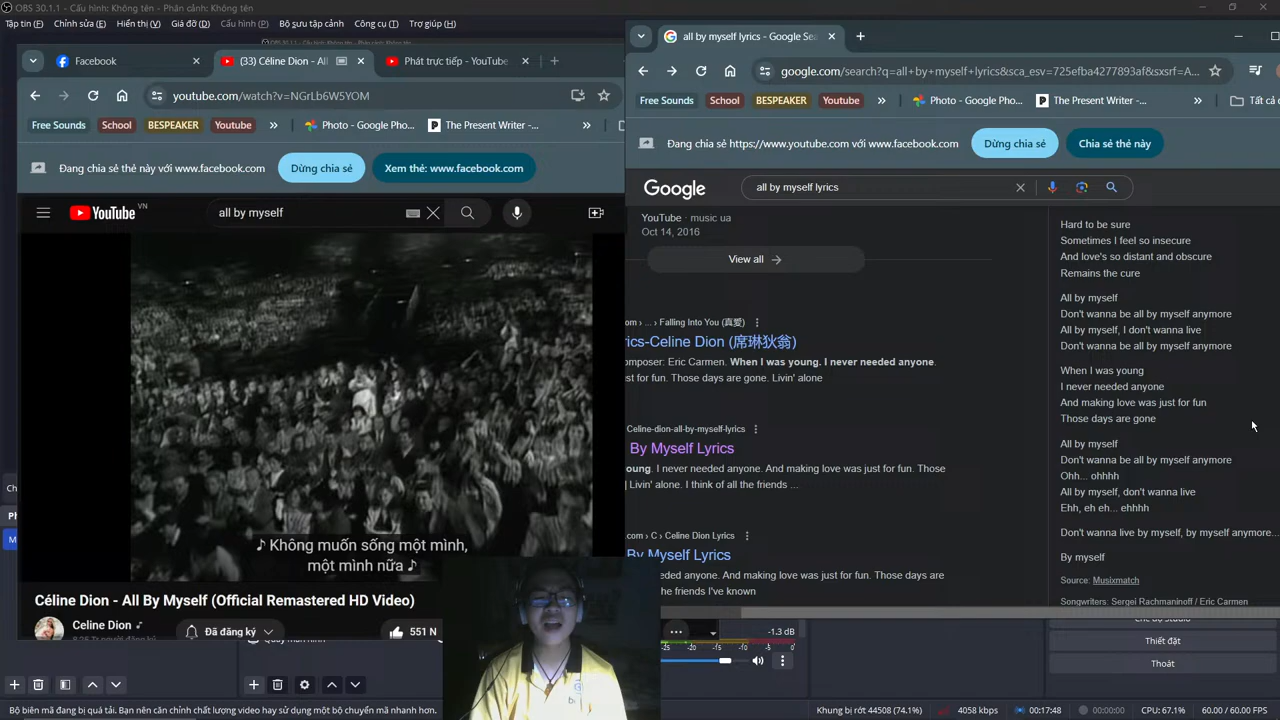 OBS 30.1.1 - Cấu hình: Không tên - Phân cảnh: Không tên
Tập tin (F) Chỉnh sửa (E) Hiển thị (V) Giá đỡ (D) Cấu hình (P) Phân cảnh (S) Bổ sưu tập cảnh Công cụ (T) Trợ giúp (H)
Facebook
(33) Céline Dion - All
Phát trực tiếp - YouTube
youtube.com/watch?v=NGrLb6W5YOM
Free Sounds School BESPEAKER Youtube » Photo - Google Pho... The Present Writer -... »
Đang chia sẻ thẻ này với www.facebook.com
Dừng chia sẻ
Xem thẻ: www.facebook.com
YouTube VN
all by myself
♪ Không muốn sống một mình,
một mình nữa ♪
Céline Dion - All By Myself (Official Remastered HD Video)
Celine Dion
Đã đăng ký
551 N
all by myself lyrics - Google Sea
google.com/search?q=all+by+myself+lyrics&sca_esv=725efba4277893af&sxsrf=A...
Free Sounds School BESPEAKER Youtube » Photo - Google Pho... The Present Writer -... » Tất cả
Đang chia sẻ https://www.youtube.com với www.facebook.com
Dừng chia sẻ
Chia sẻ thẻ này
Google
all by myself lyrics
YouTube · music ua
Oct 14, 2016
View all →
om › ... › Falling Into You (真愛)
rics-Celine Dion (席琳狄翁)
omposer: Eric Carmen. When I was young. I never needed anyone.
st for fun. Those days are gone. Livin' alone
Celine-dion-all-by-myself-lyrics
By Myself Lyrics
oung. I never needed anyone. And making love was just for fun. Those
Livin' alone. I think of all the friends ...
.com › C › Celine Dion Lyrics
By Myself Lyrics
eded anyone. And making love was just for fun. Those days are
he friends I've known
Hard to be sure
Sometimes I feel so insecure
And love's so distant and obscure
Remains the cure
All by myself
Don't wanna be all by myself anymore
All by myself, I don't wanna live
Don't wanna be all by myself anymore
When I was young
I never needed anyone
And making love was just for fun
Those days are gone
All by myself
Don't wanna be all by myself anymore
Ohh... ohhhh
All by myself, don't wanna live
Ehh, eh eh... ehhhh
Don't wanna live by myself, by myself anymore...
By myself
Source: Musixmatch
Songwriters: Sergei Rachmaninoff / Eric Carmen
-1.3 dB
-25 -20 -15 -10 -5 0
Thiết đặt
Thoát
Bộ biên mã đang bị quá tải. Bạn nên cân chỉnh chất lượng video hay sử dụng một bộ chuyển mã nhanh hơn.
Khung bị rớt 44508 (74.1%)
4058 kbps
00:17:48
00:00:00
CPU: 67.1%
60.00 / 60.00 FPS